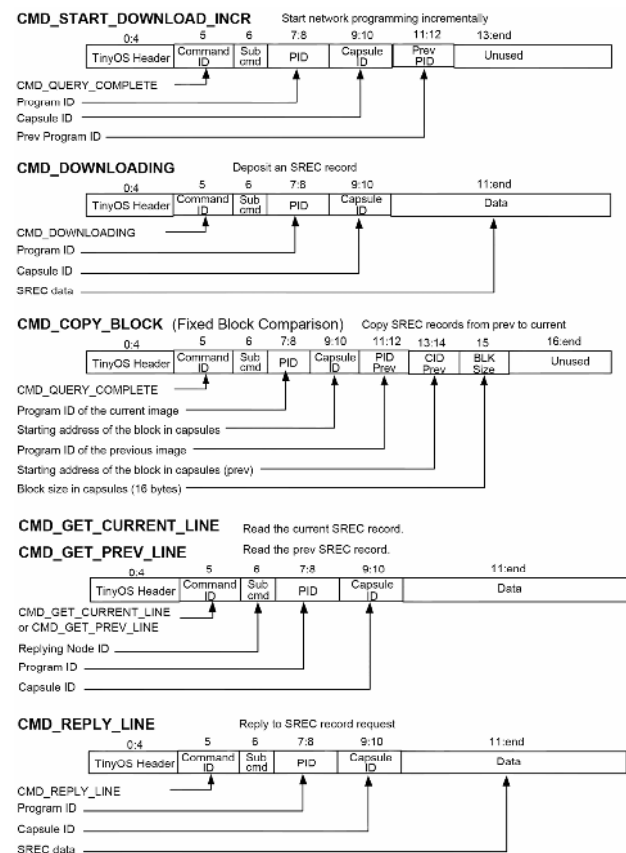 CMD_START_DOWNLOAD_INCR Start network programming incrementally
0:4 5 6 7:8 9:10 11:12 13:end
TinyOS Header Command ID Sub cmd PID Capsule ID Prev PID Unused
CMD_QUERY_COMPLETE
Program ID
Capsule ID
Prev Program ID
CMD_DOWNLOADING Deposit an SREC record
0:4 5 6 7:8 9:10 11:end
TinyOS Header Command ID Sub cmd PID Capsule ID Data
CMD_DOWNLOADING
Program ID
Capsule ID
SREC data
CMD_COPY_BLOCK (Fixed Block Comparison) Copy SREC records from prev to current
0:4 5 6 7:8 9:10 11:12 13:14 15 16:end
TinyOS Header Command ID Sub cmd PID Capsule ID PID Prev CID Prev BLK Size Unused
CMD_QUERY_COMPLETE
Program ID of the current image
Starting address of the block in capsules
Program ID of the previous image
Starting address of the block in capsules (prev)
Block size in capsules (16 bytes)
CMD_GET_CURRENT_LINE Read the current SREC record.
CMD_GET_PREV_LINE Read the prev SREC record.
0:4 5 6 7:8 9:10 11:end
TinyOS Header Command ID Sub cmd PID Capsule ID Data
CMD_GET_CURRENT_LINE
or CMD_GET_PREV_LINE
Replying Node ID
Program ID
Capsule ID
CMD_REPLY_LINE Reply to SREC record request
0:4 5 6 7:8 9:10 11:end
TinyOS Header Command ID Sub cmd PID Capsule ID Data
CMD_REPLY_LINE
Program ID
Capsule ID
SREC data